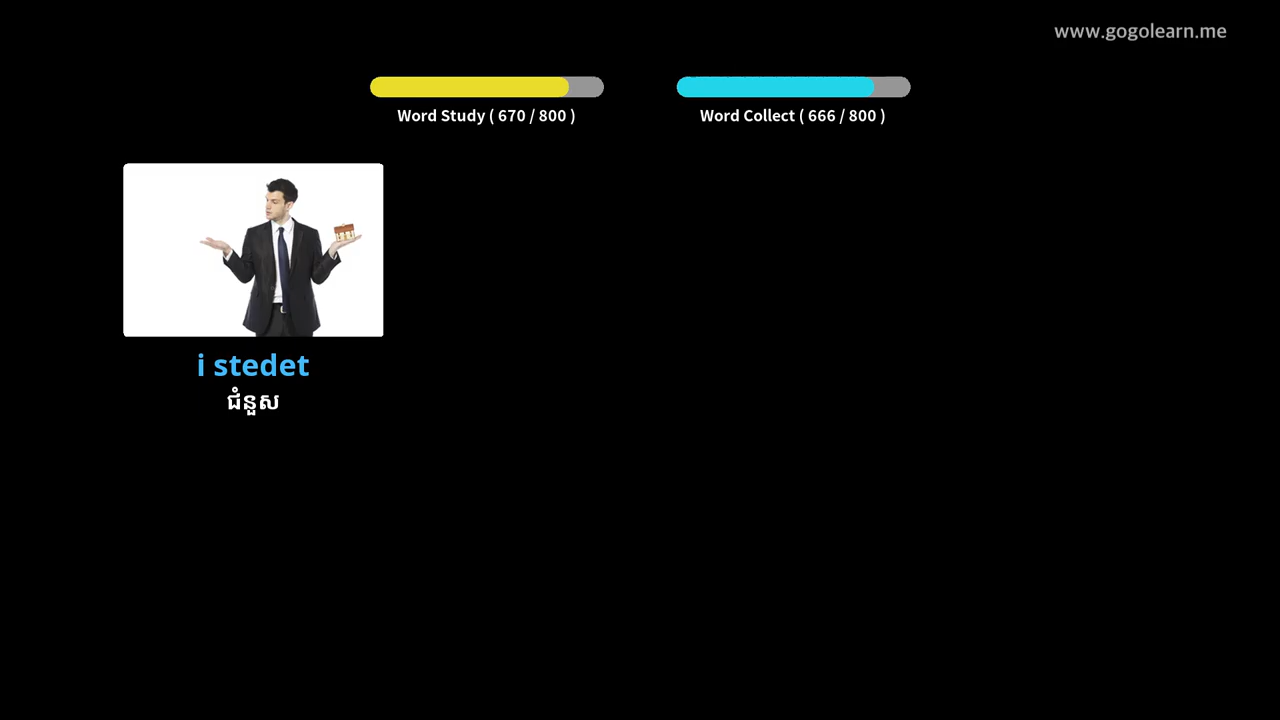 www.gogolearn.me
Word Study ( 670 / 800 )
Word Collect ( 666 / 800 )
i stedet
ជំនួស